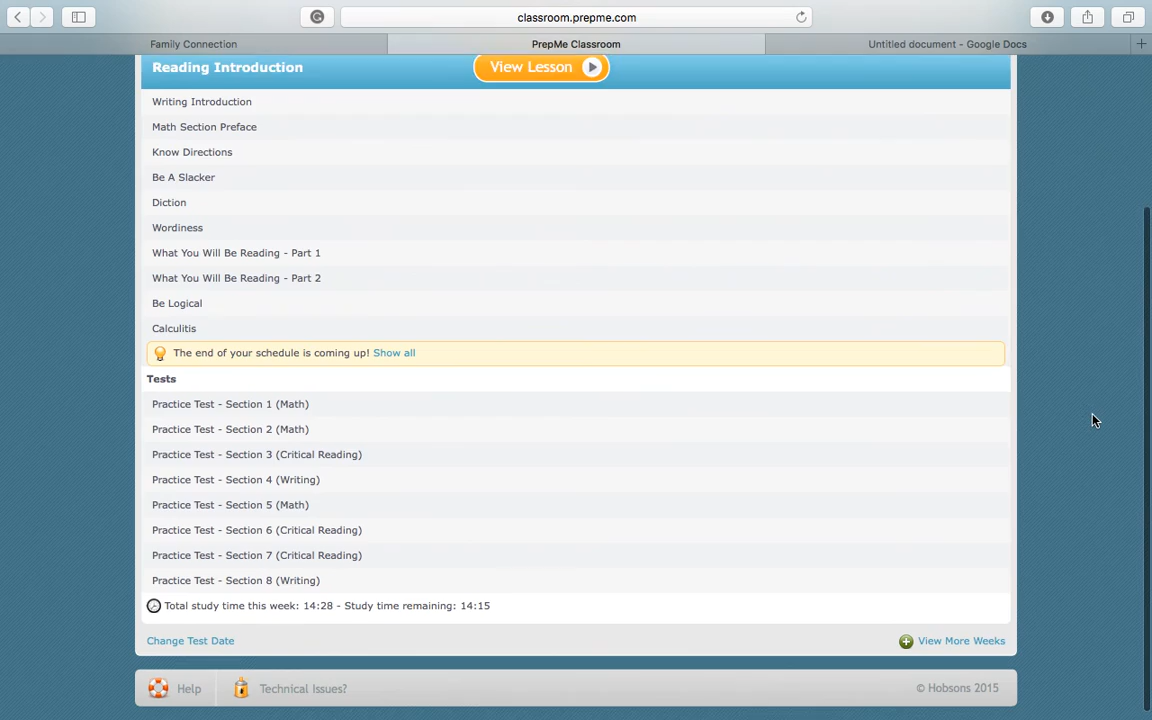 classroom.prepme.com
Family Connection
PrepMe Classroom
Untitled document - Google Docs
Reading Introduction
View Lesson
Writing Introduction
Math Section Preface
Know Directions
Be A Slacker
Diction
Wordiness
What You Will Be Reading - Part 1
What You Will Be Reading - Part 2
Be Logical
Calculitis
The end of your schedule is coming up! Show all
Tests
Practice Test - Section 1 (Math)
Practice Test - Section 2 (Math)
Practice Test - Section 3 (Critical Reading)
Practice Test - Section 4 (Writing)
Practice Test - Section 5 (Math)
Practice Test - Section 6 (Critical Reading)
Practice Test - Section 7 (Critical Reading)
Practice Test - Section 8 (Writing)
Total study time this week: 14:28 - Study time remaining: 14:15
Change Test Date
View More Weeks
Help
Technical Issues?
© Hobsons 2015